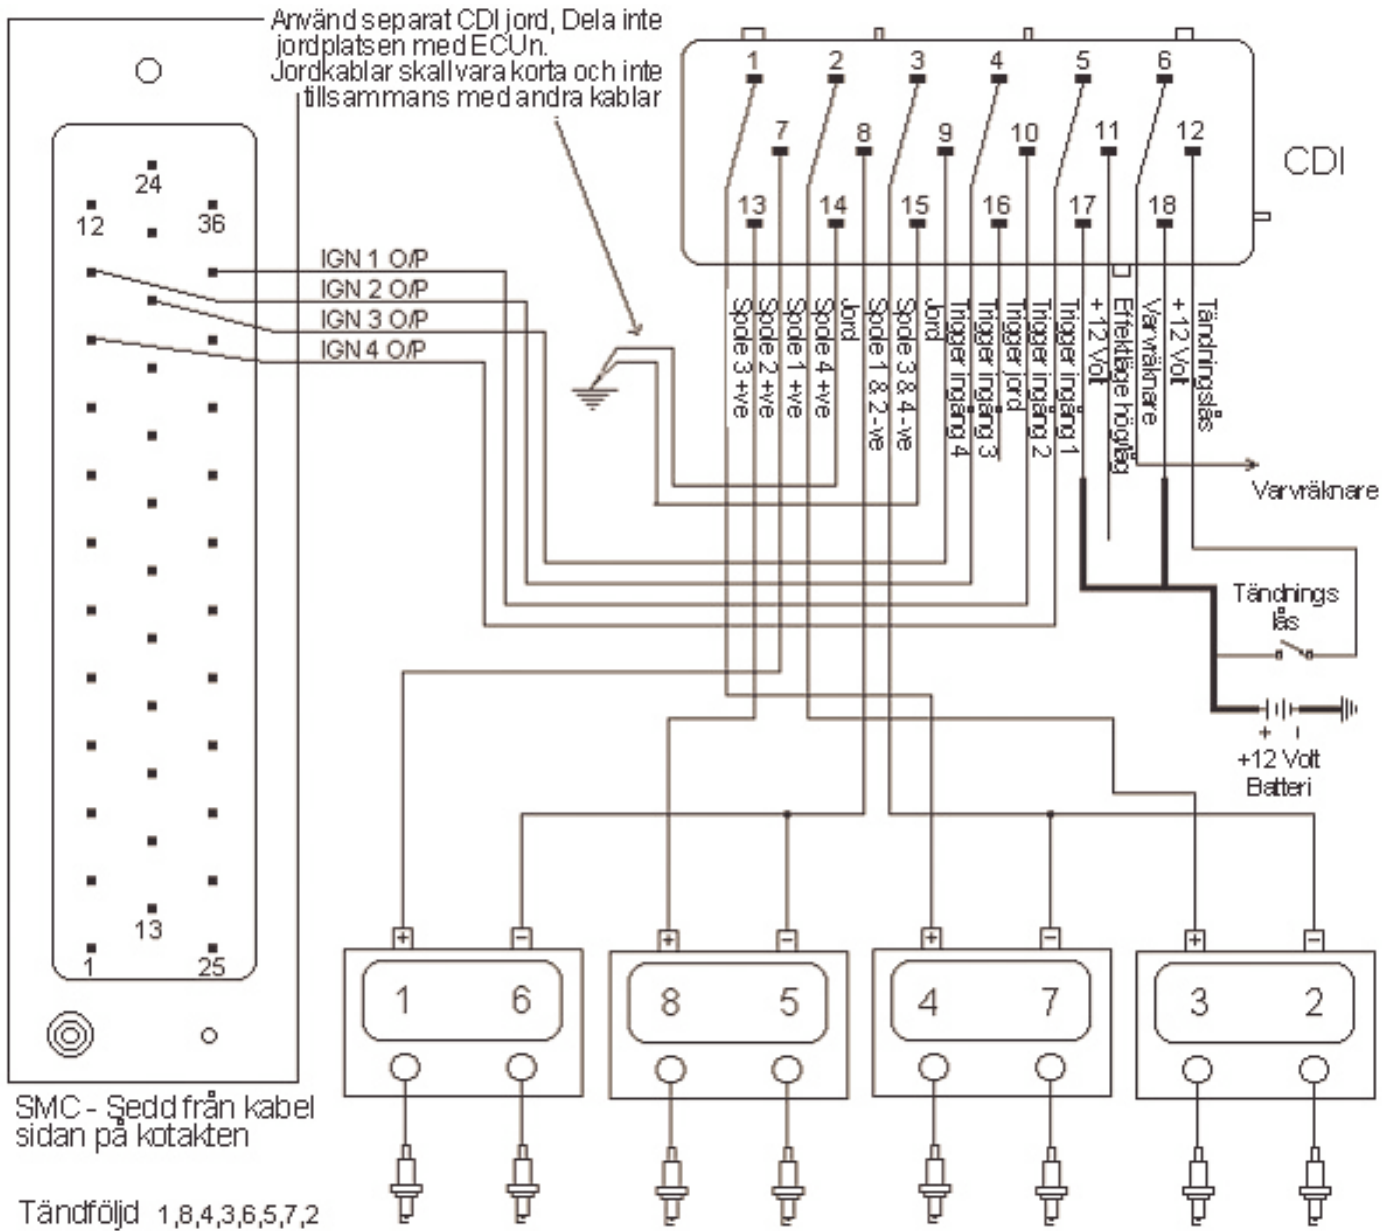 Använd separat CDI jord, Dela inte
jordplatsen med ECUn.
Jordkablar skall vara korta och inte
tillsammans med andra kablar
1 2 3 4 5 6
7 8 9 10 11 12
13 14 15 16 17 18
CDI
24
12 36
IGN 1 O/P
IGN 2 O/P
IGN 3 O/P
IGN 4 O/P
Spole 3 +ve
Spole 2 +ve
Spole 1 +ve
Spole 4 +ve
Jord
Spole 1 & 2 -ve
Spole 3 & 4 -ve
Jord
Trigger ingång 4
Trigger ingång 3
Trigger jord
Trigger ingång 2
Trigger ingång 1
+ 12 Volt
Effektläge hög/låg
Varvräknare
+ 12 Volt
Tändningslås
Varvräknare
Tändnings
lås
+ -
+12 Volt
Batteri
13
1 25
+ - + - + - + -
1 6 8 5 4 7 3 2
SMC - Sedd från kabel
sidan på kotakten
Tändföljd 1,8,4,3,6,5,7,2